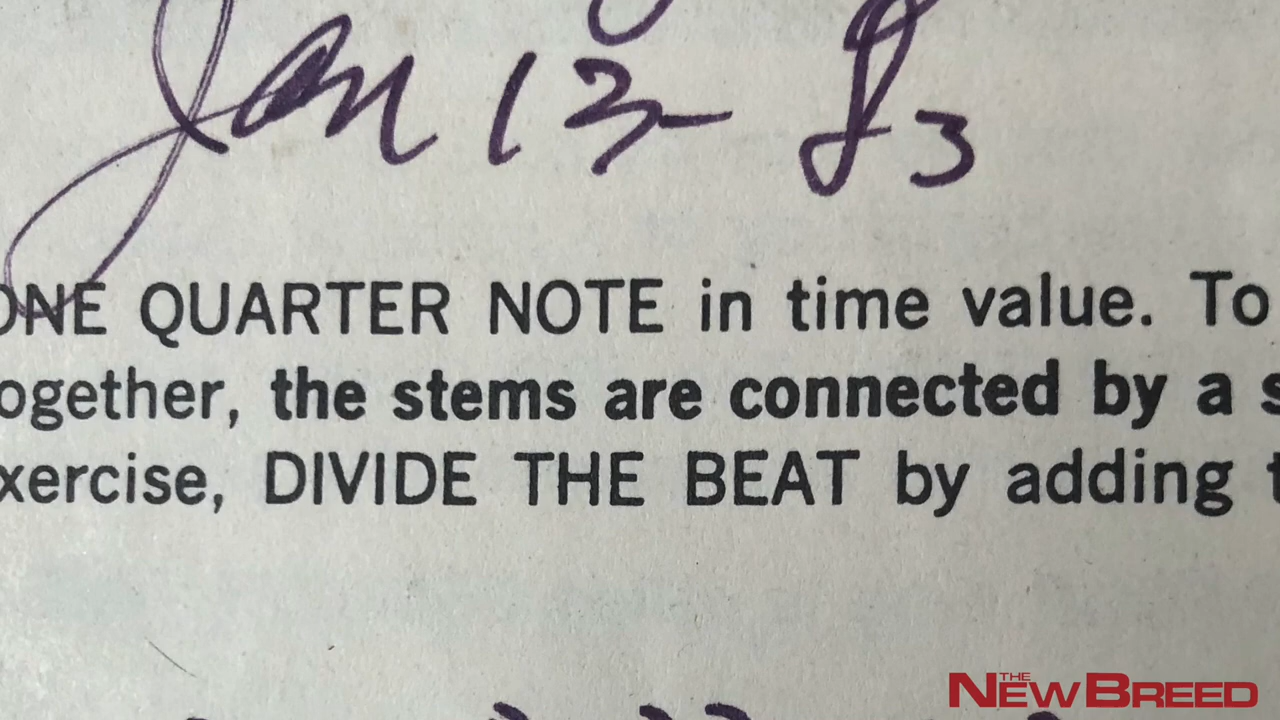 Jan 13- 83
ONE QUARTER NOTE in time value. To
together, the stems are connected by a s
xercise, DIVIDE THE BEAT by adding t
THE NEW BREED